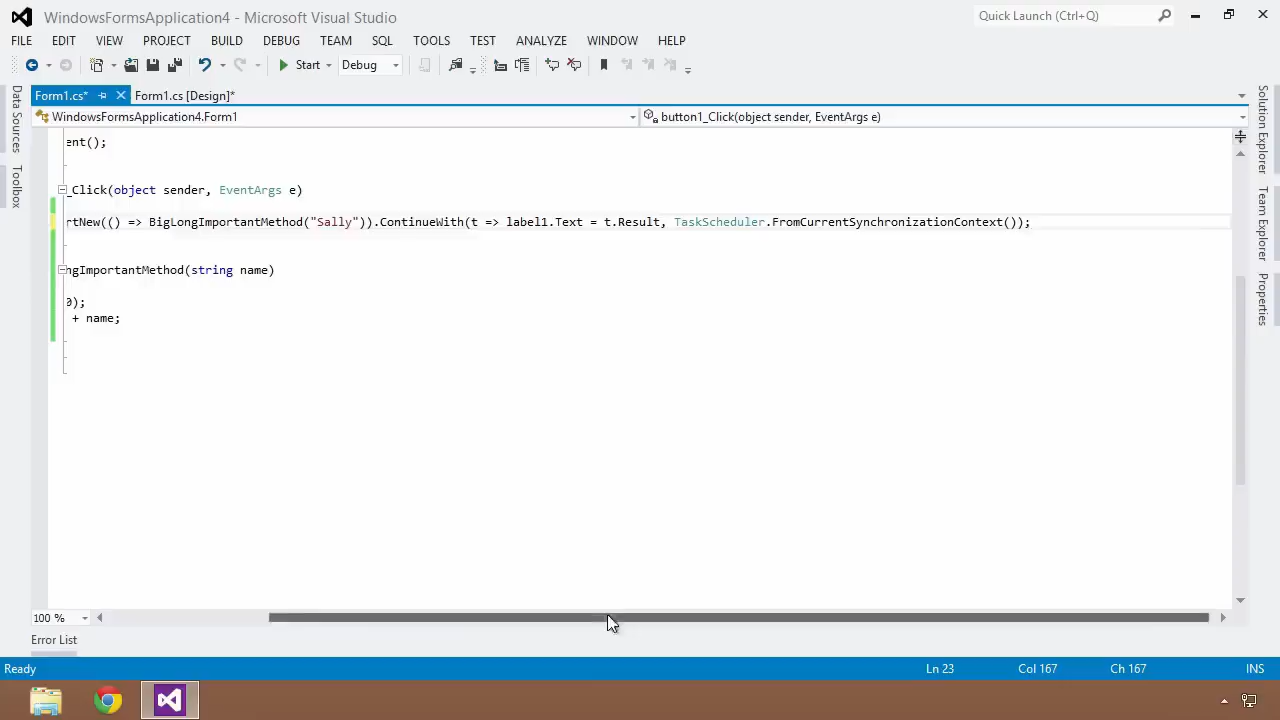 WindowsFormsApplication4 - Microsoft Visual Studio
Quick Launch (Ctrl+Q)
FILE EDIT VIEW PROJECT BUILD DEBUG TEAM SQL TOOLS TEST ANALYZE WINDOW HELP
Start Debug
Form1.cs* Form1.cs [Design]*
WindowsFormsApplication4.Form1 button1_Click(object sender, EventArgs e)
Data Sources
Toolbox
Solution Explorer
Team Explorer
Properties
ent();
_Click(object sender, EventArgs e)
rtNew(() => BigLongImportantMethod("Sally")).ContinueWith(t => label1.Text = t.Result, TaskScheduler.FromCurrentSynchronizationContext());
ngImportantMethod(string name)
0);
+ name;
100 %
Error List
Ready Ln 23 Col 167 Ch 167 INS